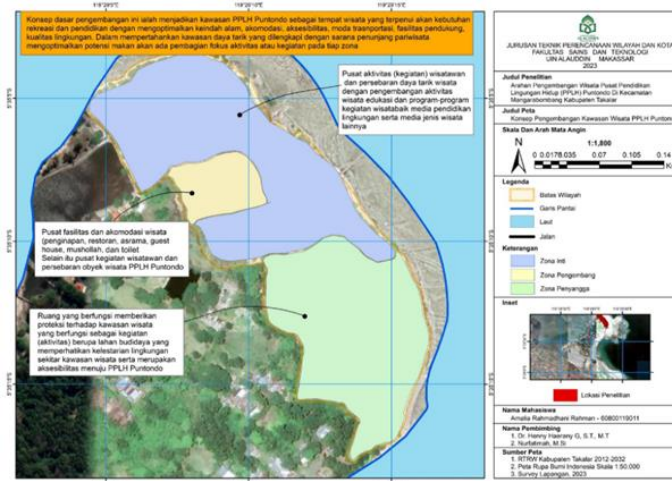 Konsep dasar pengembangan ini ialah menjadikan kawasan PPLH Puntondo sebagai tempat wisata yang terpenui akan kebutuhan
rekreasi dan pendidikan dengan mengoptimalkan keindah alam, akomodasi, aksesibilitas, moda trasnportasi, fasilitas pendukung,
kualitas lingkungan. Dalam mempertahankan kawasan daya tarik yang dilengkapi dengan sarana penunjang pariwisata
mengoptimalkan potensi makan akan ada pembagian fokus aktivitas atau kegiatan pada tiap zona
Pusat aktivitas (kegiatan) wisatawan
dan persebaran daya tarik wisata
dengan pengembangan aktivitas
wisata edukasi dan program-program
kegiatan wisatabaik media pendidikan
lingkungan serta media jenis wisata
lainnya
Pusat fasilitas dan akomodasi wisata
(penginapan, restoran, asrama, guest
house, mushollah, dan toilet
Selain itu pusat kegiatan wisatawan dan
persebaran obyek wisata PPLH Puntondo
Ruang yang berfungsi memberikan
proteksi terhadap kawasan wisata
yang berfungsi sebagai kegiatan
(aktivitas) berupa lahan budidaya yang
memperhatikan kelestarian lingkungan
sekitar kawasan wisata serta merupakan
aksesibilitas menuju PPLH Puntondo
JURUSAN TEKNIK PERENCANAAN WILAYAH DAN KOTA
FAKULTAS SAINS DAN TEKNOLOGI
UIN ALAUDDIN MAKASSAR
2023
Judul Penelitian
Arahan Pengembangan Wisata Pusat Pendidikan
Lingkungan Hidup (PPLH) Puntondo Di Kecamatan
Mangarabombang Kabupaten Takalar
Judul Peta
Konsep Pengembangan Kawasan Wisata PPLH Puntondo
Skala Dan Arah Mata Angin
N
1:1,800
0 0.01750.035 0.07 0.105 0.14
Legenda
Batas Wilayah
Garis Pantai
Laut
Jalan
Keterangan
Zona Inti
Zona Pengembang
Zona Penyangga
Inset
Lokasi Penelitian
Nama Mahasiswa
Amalia Rahmadhani Rahman - 60800119011
Nama Pembimbing
1. Dr. Henny Haerany G, S.T., M.T
2. Nurfatimah, M.Si
Sumber Peta
1. RTRW Kabupaten Takalar 2012-2032
2. Peta Rupa Bumi Indonesia Skala 1:50.000
3. Survey Lapangan, 2023